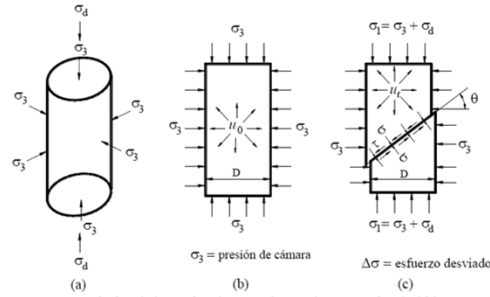 σd
σ3
σ3
σ3
σ3
σ3
σ3
σd
(a)
σ3
σ3
u0
σ3
D
σ3
σ3 = presión de cámara
(b)
σ1= σ3 + σd
uf
θ
τ
σ
σ
σ3
σ3
D
σ1= σ3 + σd
Δσ = esfuerzo desviado
(c)